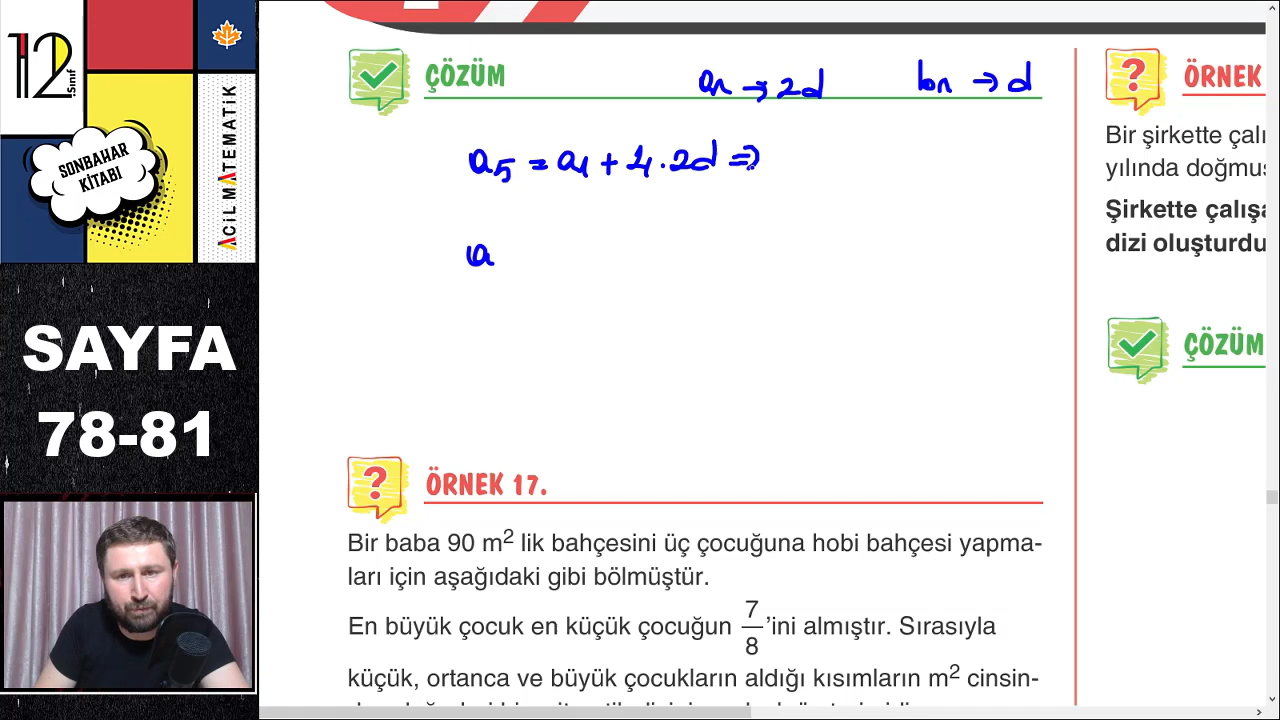 12
.Sınıf
SONBAHAR
KİTABI
ACİLMATEMATİK
SAYFA
78-81
ÇÖZÜM
an → 2d
bn → d
a5 = a1 + 4.2d ⇒
a
ÖRNEK 17.
Bir baba 90 m² lik bahçesini üç çocuğuna hobi bahçesi yapma-
ları için aşağıdaki gibi bölmüştür.
En büyük çocuk en küçük çocuğun 7/8 'ini almıştır. Sırasıyla
küçük, ortanca ve büyük çocukların aldığı kısımların m² cinsin-
ÖRNEK
Bir şirkette çalı
yılında doğmuş
Şirkette çalışa
dizi oluşturdu
ÇÖZÜM